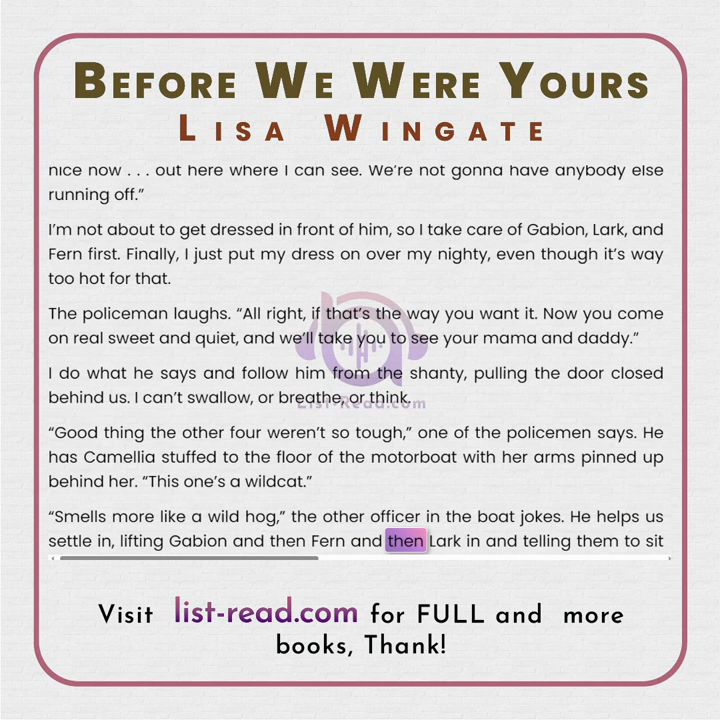 BEFORE WE WERE YOURS
LISA WINGATE
nice now . . . out here where I can see. We’re not gonna have anybody else
running off.”
I’m not about to get dressed in front of him, so I take care of Gabion, Lark, and
Fern first. Finally, I just put my dress on over my nighty, even though it’s way
too hot for that.
The policeman laughs. “All right, if that’s the way you want it. Now you come
on real sweet and quiet, and we’ll take you to see your mama and daddy.”
I do what he says and follow him from the shanty, pulling the door closed
behind us. I can’t swallow, or breathe, or think.
List-Read.com
“Good thing the other four weren’t so tough,” one of the policemen says. He
has Camellia stuffed to the floor of the motorboat with her arms pinned up
behind her. “This one’s a wildcat.”
“Smells more like a wild hog,” the other officer in the boat jokes. He helps us
settle in, lifting Gabion and then Fern and then Lark in and telling them to sit
Visit list-read.com for FULL and more
books, Thank!